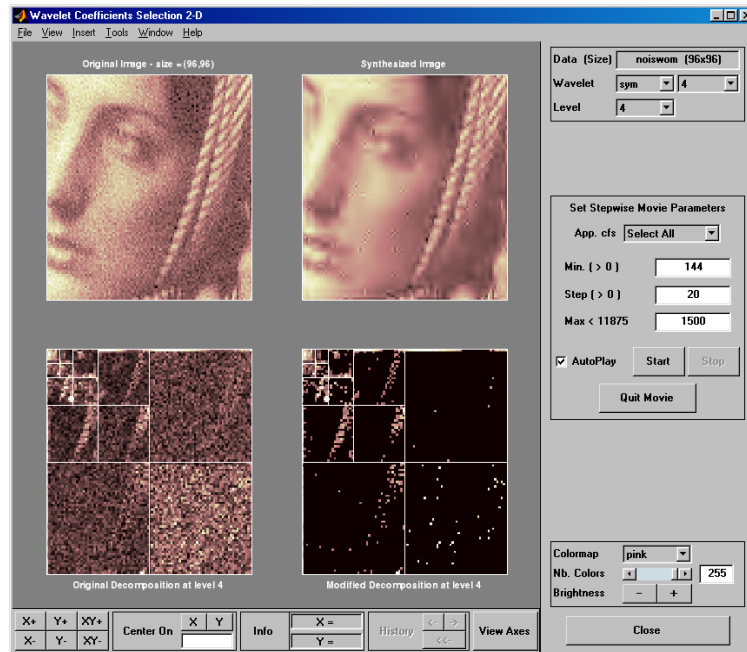 Wavelet Coefficients Selection 2-D
File View Insert Tools Window Help
Original Image - size = (96,96)
Synthesized Image
Original Decomposition at level 4
Modified Decomposition at level 4
Data (Size) noiswom (96x96)
Wavelet sym 4
Level 4
Set Stepwise Movie Parameters
App. cfs Select All
Min. ( > 0 ) 144
Step ( > 0 ) 20
Max < 11875 1500
AutoPlay Start Stop
Quit Movie
Colormap pink
Nb. Colors 255
Brightness - +
X+ Y+ XY+
X- Y- XY-
Center On X Y
Info X =
Y =
History <- ->
<<-
View Axes
Close